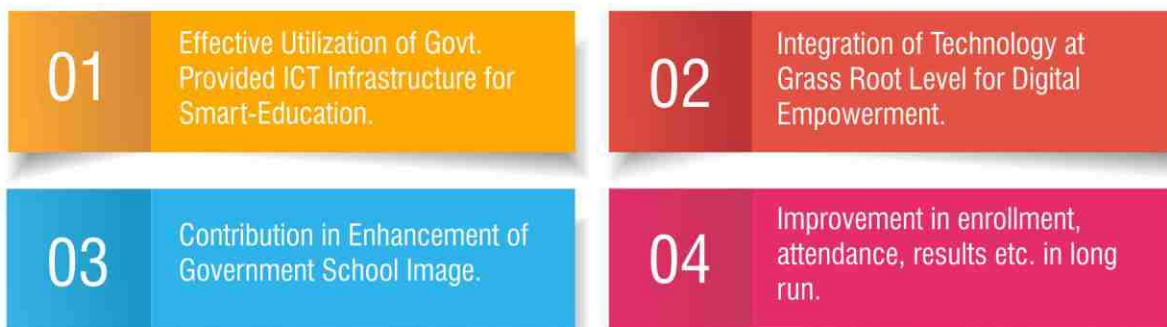 01
Effective Utilization of Govt.
Provided ICT Infrastructure for
Smart-Education.
02
Integration of Technology at
Grass Root Level for Digital
Empowerment.
03
Contribution in Enhancement of
Government School Image.
04
Improvement in enrollment,
attendance, results etc. in long
run.